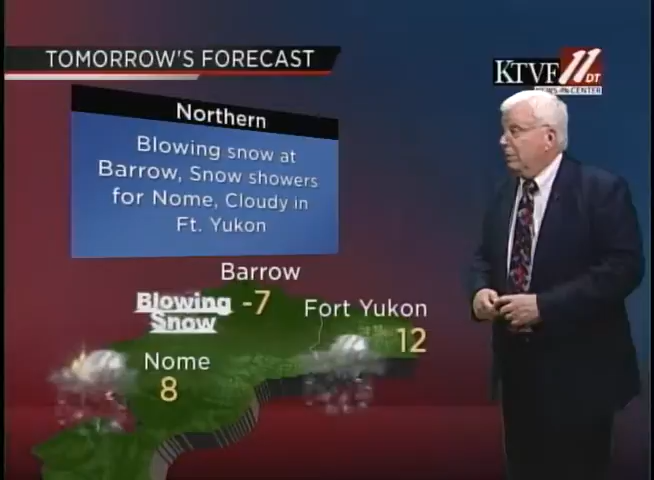 TOMORROW'S FORECAST
KTVF 11 DT
NEWS CENTER
Northern
Blowing snow at
Barrow, Snow showers
for Nome, Cloudy in
Ft. Yukon
Barrow
Blowing
Snow
-7
Fort Yukon
12
Nome
8